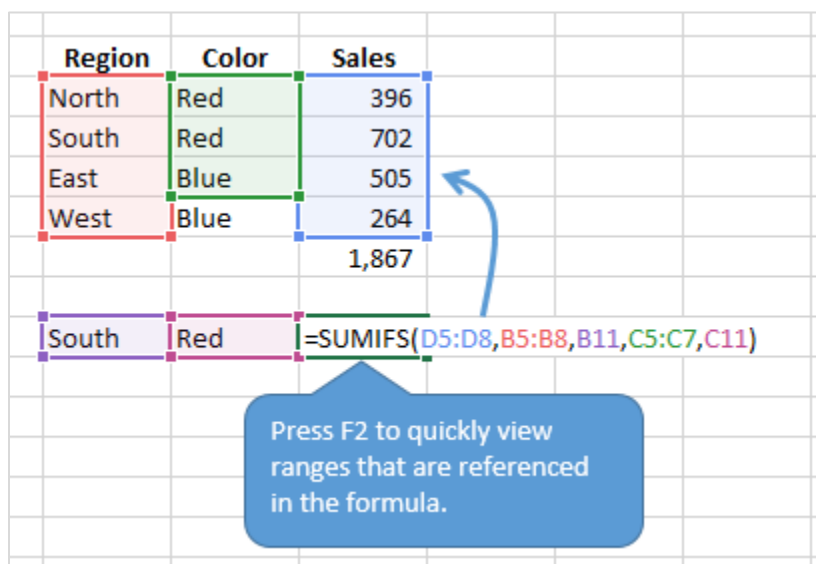 Region Color Sales
North Red 396
South Red 702
East Blue 505
West Blue 264
1,867
South Red =SUMIFS(D5:D8,B5:B8,B11,C5:C7,C11)
Press F2 to quickly view
ranges that are referenced
in the formula.